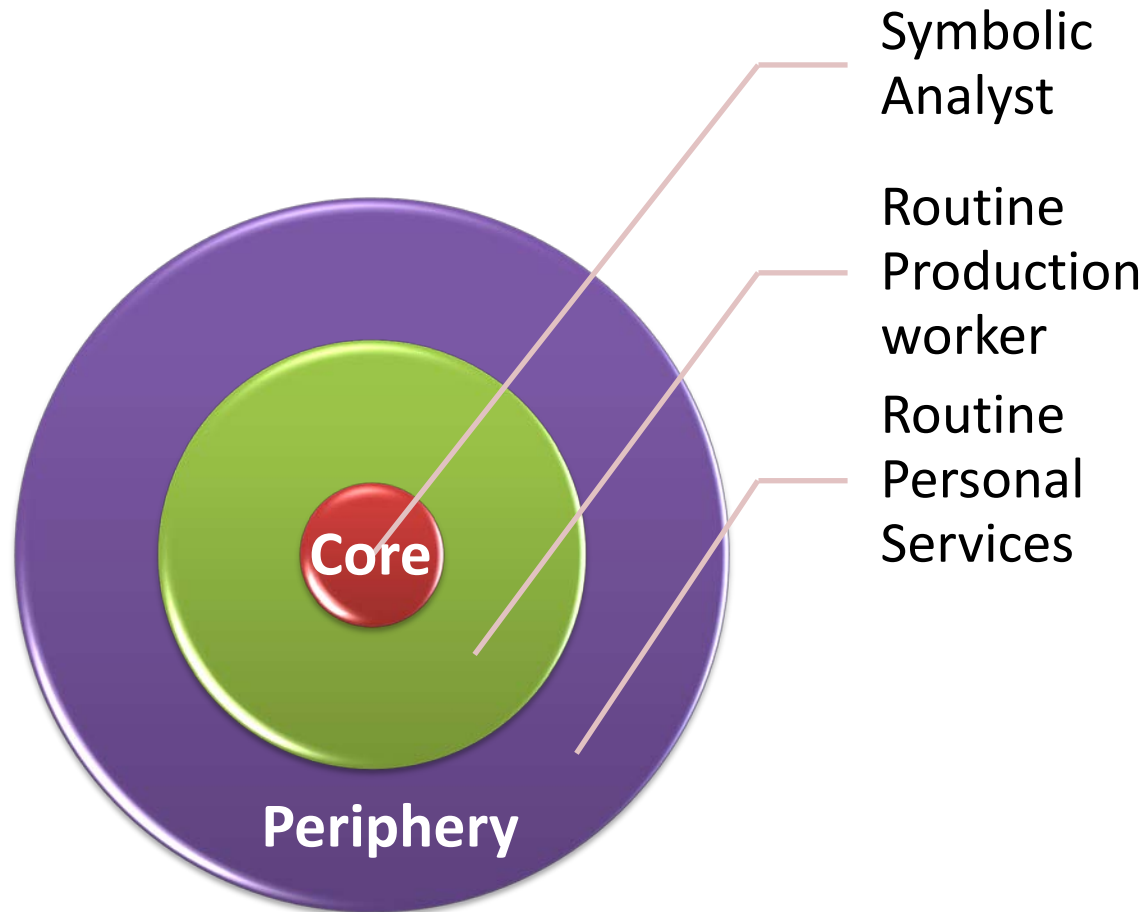 Symbolic
Analyst
Routine
Production
worker
Routine
Personal
Services
Core
Periphery